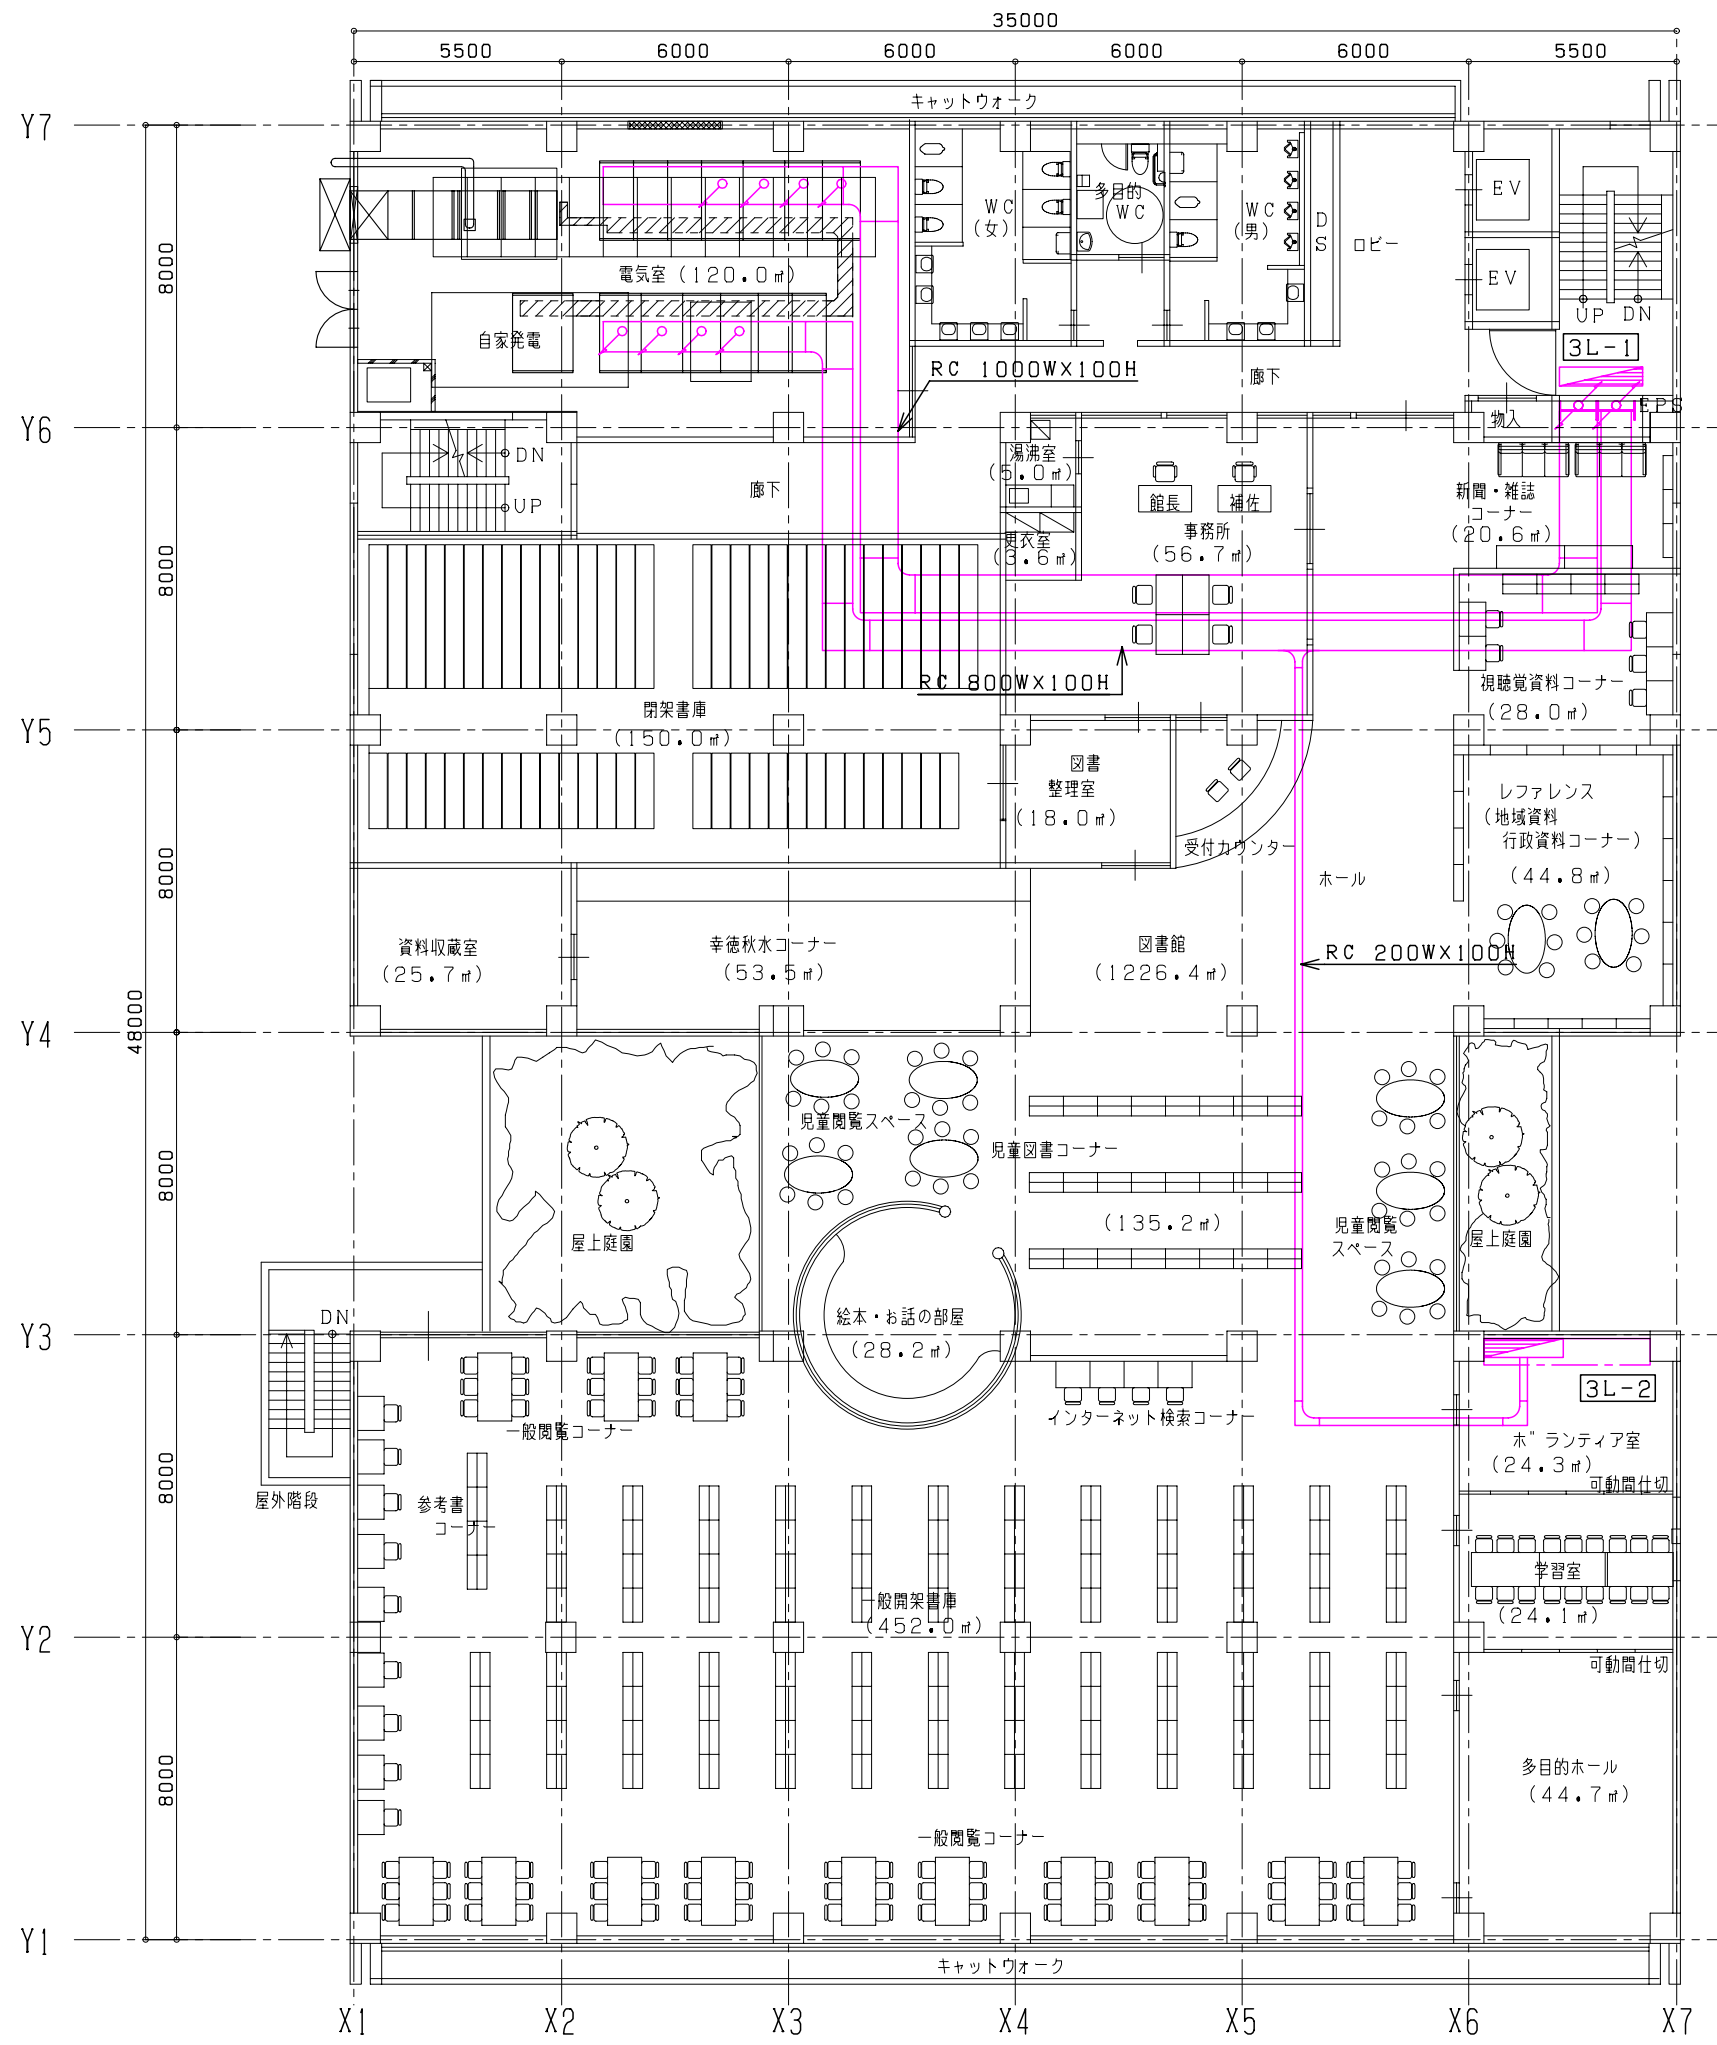 35000
5500 6000 6000 6000 6000 5500
キャットウォーク
Y7
EV
多目的
WC
WC
(女)
WC
(男)
DS
ロビー
8000
電気室 (120.0㎡)
EV
UP DN
自家発電
3L-1
RC 1000W×100H
廊下
EPS
物入
Y6
DN
湯沸室
(5.0㎡)
廊下
UP
館長 補佐
新聞・雑誌
コーナー
(20.6㎡)
事務所
(56.7㎡)
更衣室
(3.6㎡)
8000
RC 800W×100H
視聴覚資料コーナー
(28.0㎡)
閉架書庫
(150.0㎡)
Y5
図書
整理室
(18.0㎡)
レファレンス
(地域資料
行政資料コーナー)
(44.8㎡)
受付カウンター
8000
ホール
資料収蔵室
(25.7㎡)
幸徳秋水コーナー
(53.5㎡)
図書館
(1226.4㎡)
RC 200W×100H
48000
Y4
児童閲覧スペース
児童図書コーナー
8000
(135.2㎡)
児童閲覧
スペース
屋上庭園
屋上庭園
DN
絵本・お話の部屋
(28.2㎡)
Y3
3L-2
インターネット検索コーナー
一般閲覧コーナー
ボランティア室
(24.3㎡)
可動間仕切
8000
屋外階段
参考書
コーナー
学習室
(24.1㎡)
一般開架書庫
(452.0㎡)
Y2
可動間仕切
8000
多目的ホール
(44.7㎡)
一般閲覧コーナー
Y1
キャットウォーク
X1 X2 X3 X4 X5 X6 X7